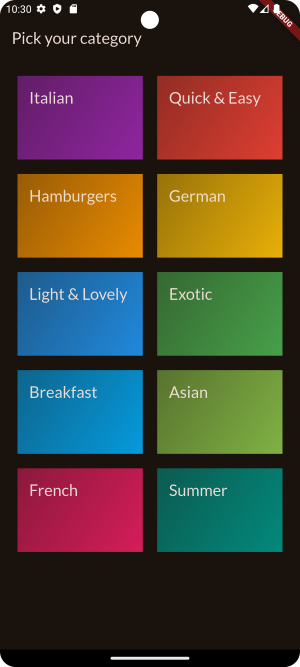 10:30
DEBUG
Pick your category
Italian
Quick & Easy
Hamburgers
German
Light & Lovely
Exotic
Breakfast
Asian
French
Summer